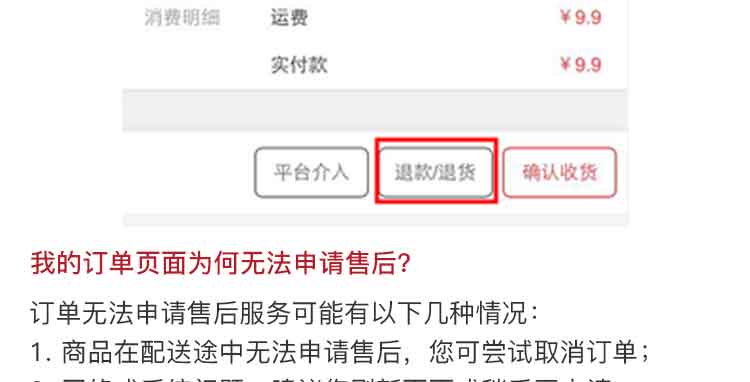 消费明细 运费 ￥9.9
实付款 ￥9.9
平台介入 退款/退货 确认收货
我的订单页面为何无法申请售后？
订单无法申请售后服务可能有以下几种情况：
1. 商品在配送途中无法申请售后，您可尝试取消订单；